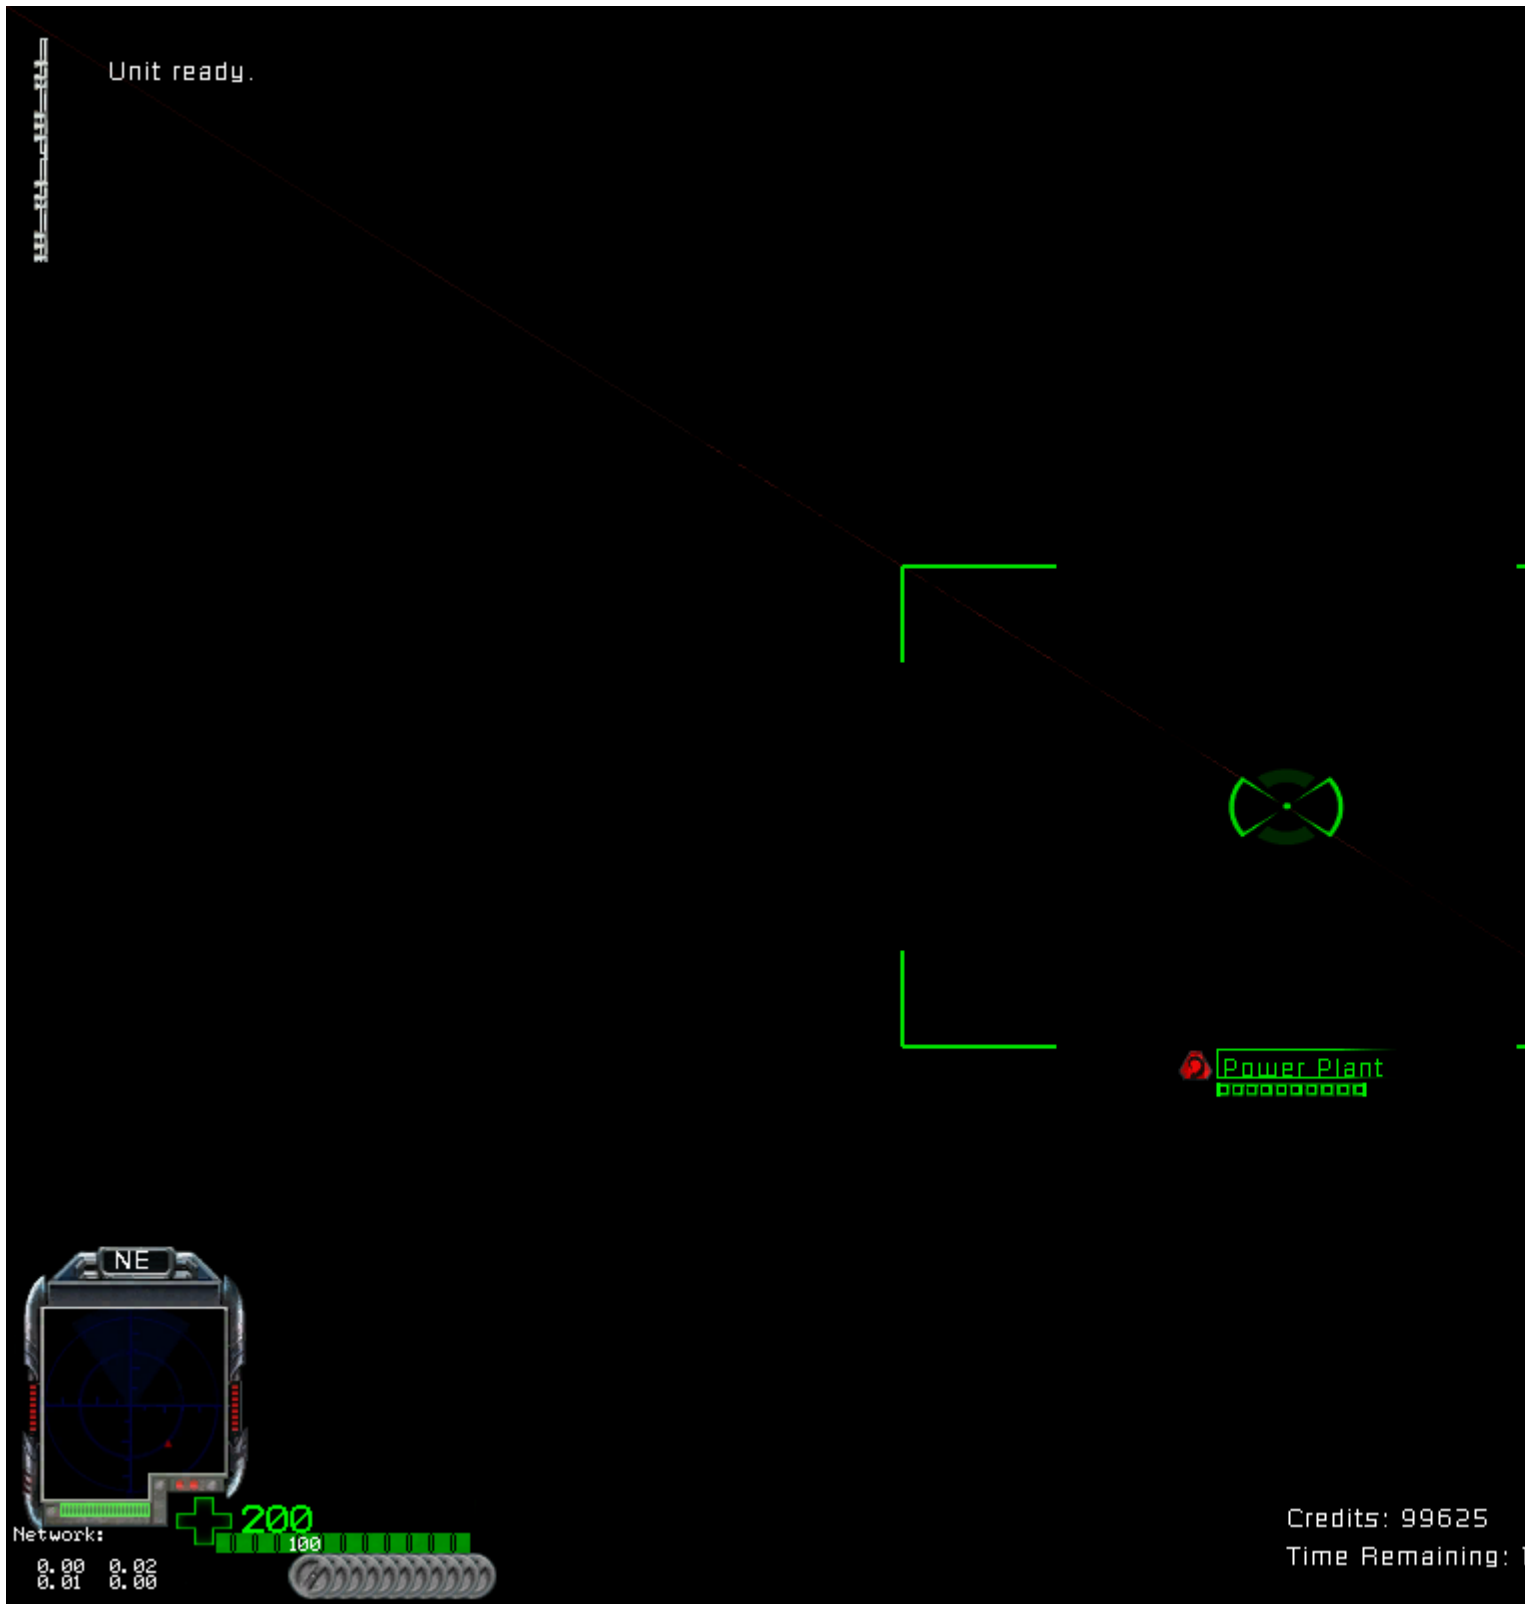 Unit ready.
Power Plant
NE
200
100
Network:
0.00 0.02
0.01 0.00
Credits: 99625
Time Remaining: